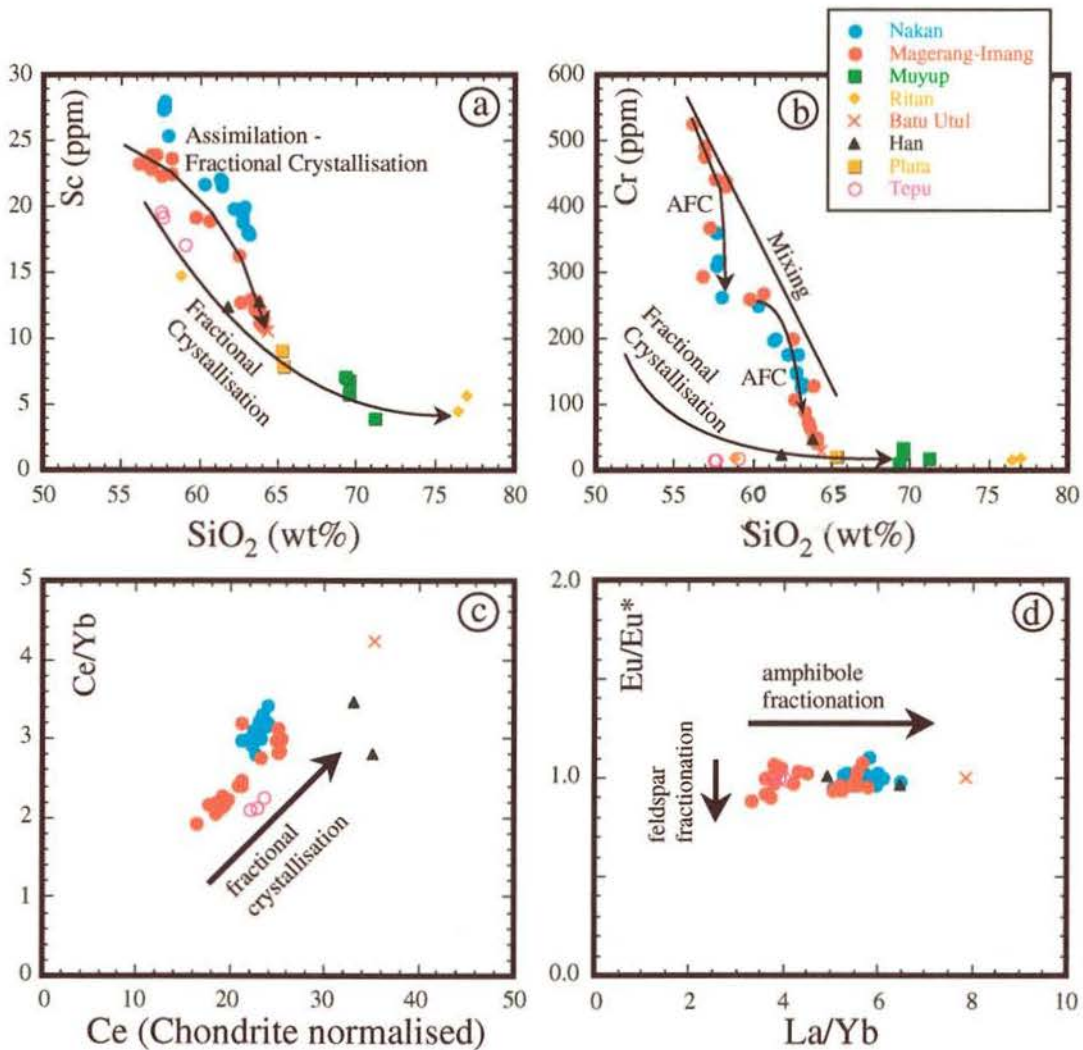 Nakan
Magerang-Imang
Muyup
Ritan
Batu Utul
Han
Plata
Tepu
30
25
20
15
10
5
0
Sc (ppm)
a
Assimilation -
Fractional Crystallisation
Fractional
Crystallisation
50
55
60
65
70
75
80
SiO2 (wt%)
600
500
400
300
200
100
0
Cr (ppm)
b
AFC
Mixing
AFC
Fractional
Crystallisation
50
55
60
65
70
75
80
SiO2 (wt%)
5
4
3
2
1
0
Ce/Yb
c
fractional
crystallisation
0
10
20
30
40
50
Ce (Chondrite normalised)
2.0
1.0
0.0
Eu/Eu*
d
amphibole
fractionation
feldspar
fractionation
0
2
4
6
8
10
La/Yb